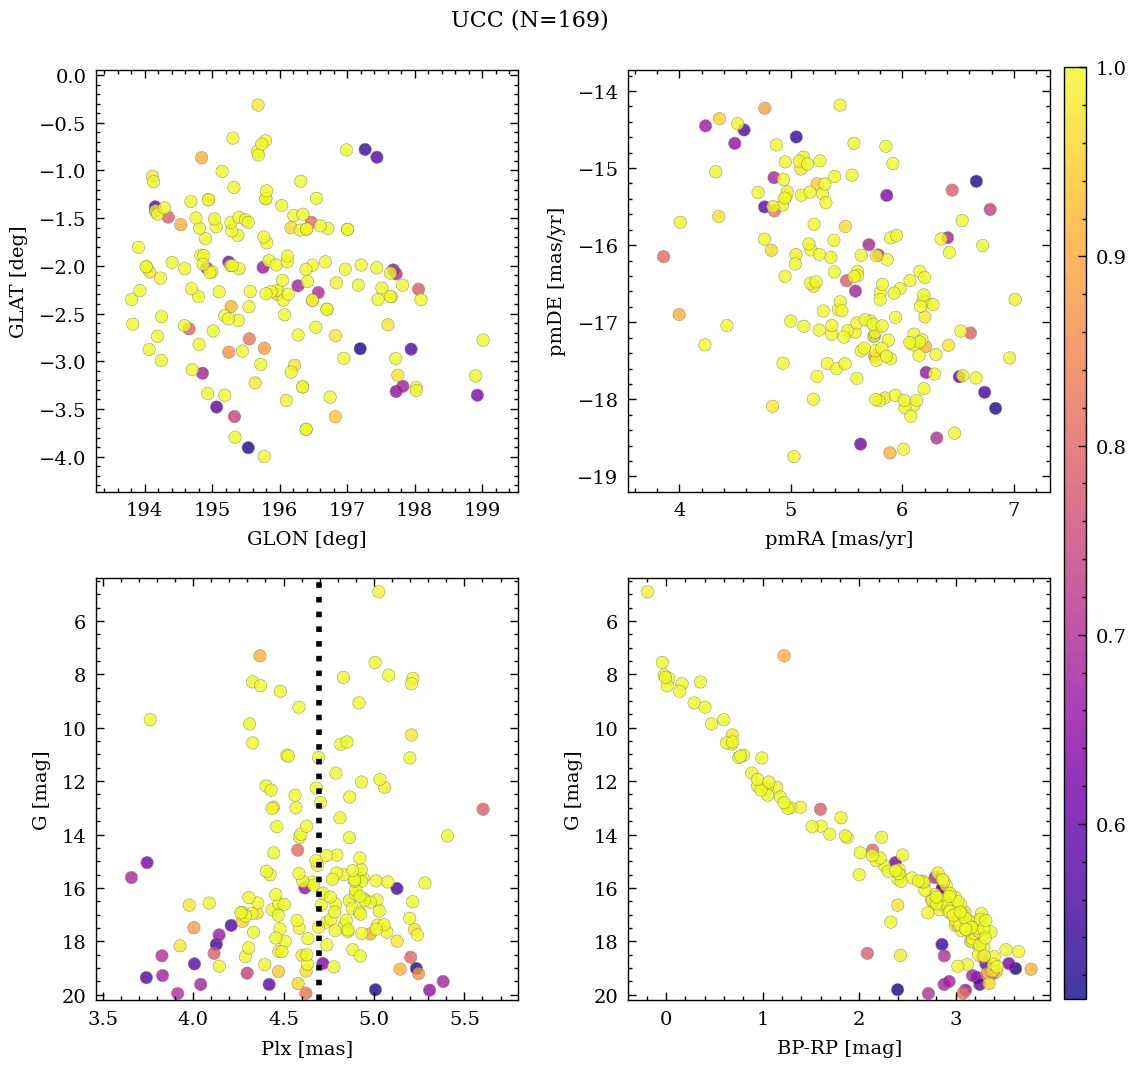 UCC (N=169)
0.0
−0.5
−1.0
−1.5
−2.0
−2.5
−3.0
−3.5
−4.0
GLAT [deg]
194 195 196 197 198 199
GLON [deg]
−14
−15
−16
−17
−18
−19
pmDE [mas/yr]
4 5 6 7
pmRA [mas/yr]
6
8
10
12
14
16
18
20
G [mag]
3.5 4.0 4.5 5.0 5.5
Plx [mas]
6
8
10
12
14
16
18
20
G [mag]
0 1 2 3
BP-RP [mag]
1.0
0.9
0.8
0.7
0.6